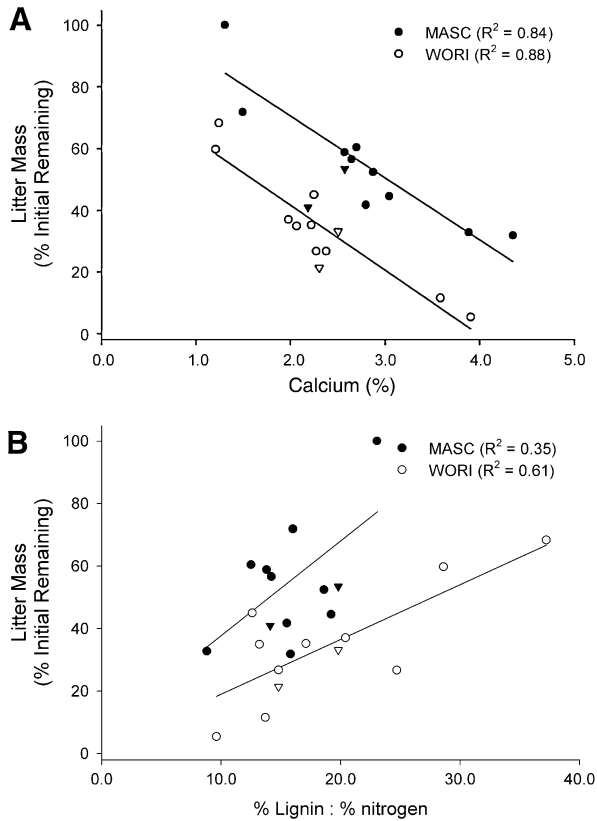 A
MASC (R² = 0.84)
WORI (R² = 0.88)
Litter Mass
(% Initial Remaining)
100
80
60
40
20
0
0.0 1.0 2.0 3.0 4.0 5.0
Calcium (%)
B
MASC (R² = 0.35)
WORI (R² = 0.61)
Litter Mass
(% Initial Remaining)
100
80
60
40
20
0
0.0 10.0 20.0 30.0 40.0
% Lignin : % nitrogen